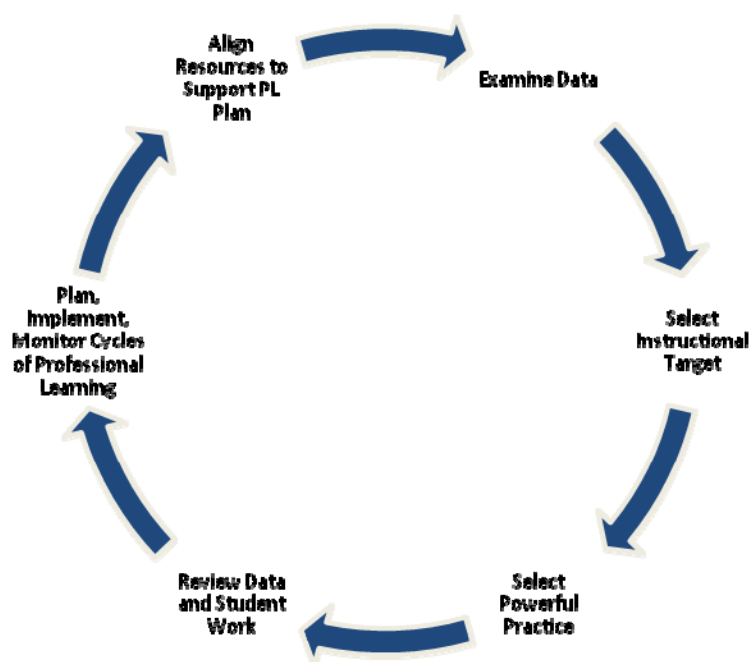 Align
Resources to
Support PL
Plan
Examine Data
Select
Instructional
Target
Select
Powerful
Practice
Review Data
and Student
Work
Plan,
Implement,
Monitor Cycles
of Professional
Learning